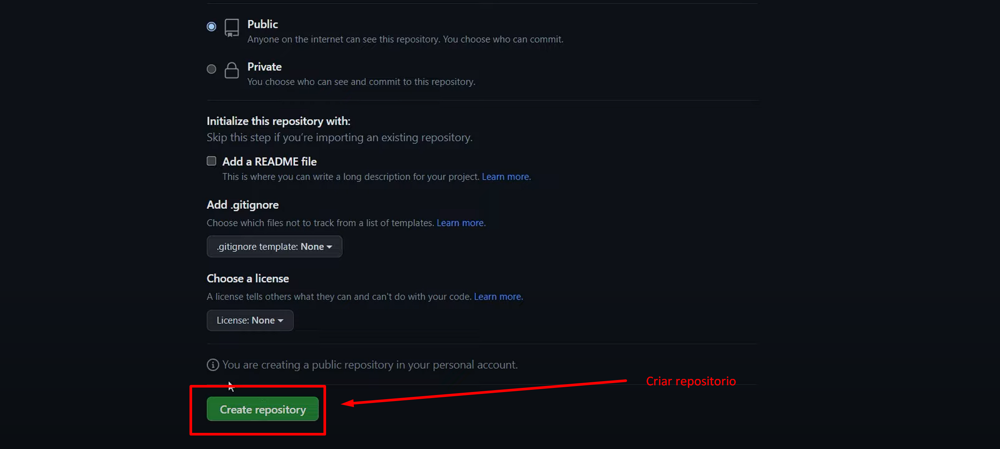 Public
Anyone on the internet can see this repository. You choose who can commit.
Private
You choose who can see and commit to this repository.
Initialize this repository with:
Skip this step if you’re importing an existing repository.
Add a README file
This is where you can write a long description for your project. Learn more.
Add .gitignore
Choose which files not to track from a list of templates. Learn more.
.gitignore template: None
Choose a license
A license tells others what they can and can't do with your code. Learn more.
License: None
You are creating a public repository in your personal account.
Criar repositorio
Create repository